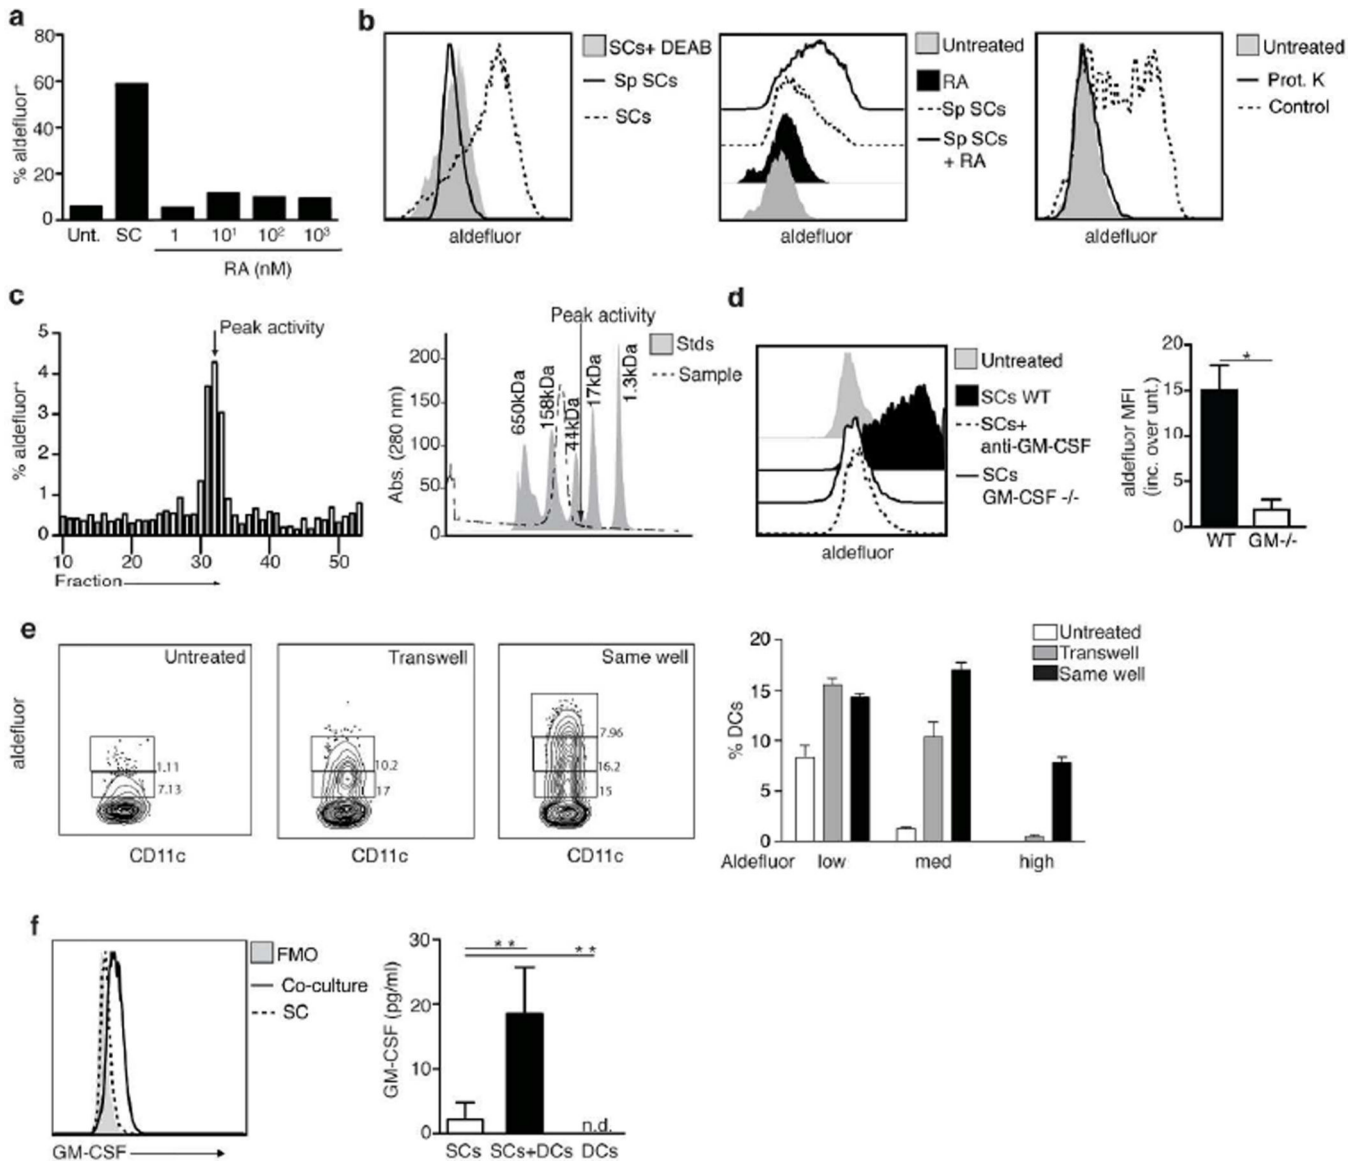 a
% aldefluor⁺
80
60
40
20
0
Unt. SC 1 10¹ 10² 10³
RA (nM)
b
SCs+ DEAB
Sp SCs
SCs
aldefluor
Untreated
RA
Sp SCs
Sp SCs
+ RA
aldefluor
Untreated
Prot. K
Control
aldefluor
c
% aldefluor⁺
5
4
3
2
1
0
Peak activity
10 20 30 40 50
Fraction
Abs. (280 nm)
200
150
100
50
0
Peak activity
650kDa
158kDa
44kDa
17kDa
1.3kDa
Stds
Sample
d
Untreated
SCs WT
SCs+
anti-GM-CSF
SCs
GM-CSF -/-
aldefluor
aldefluor MFI
(inc. over unt.)
20
15
10
5
0
*
WT GM-/-
e
aldefluor
Untreated
1.11
7.13
CD11c
Transwell
10.2
17
CD11c
Same well
7.96
16.2
15
CD11c
% DCs
20
15
10
5
0
Untreated
Transwell
Same well
Aldefluor low med high
f
FMO
Co-culture
SC
GM-CSF
GM-CSF (pg/ml)
30
20
10
0
* *
* *
n.d.
SCs SCs+DCs DCs